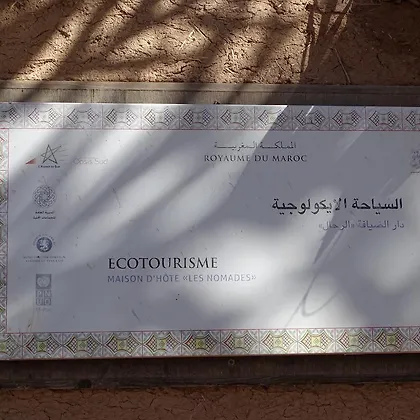 المملكة المغربية
ROYAUME DU MAROC
السياحة الإيكولوجية
دار الضيافة «الرحل»
ECOTOURISME
MAISON D'HÔTE «LES NOMADES»